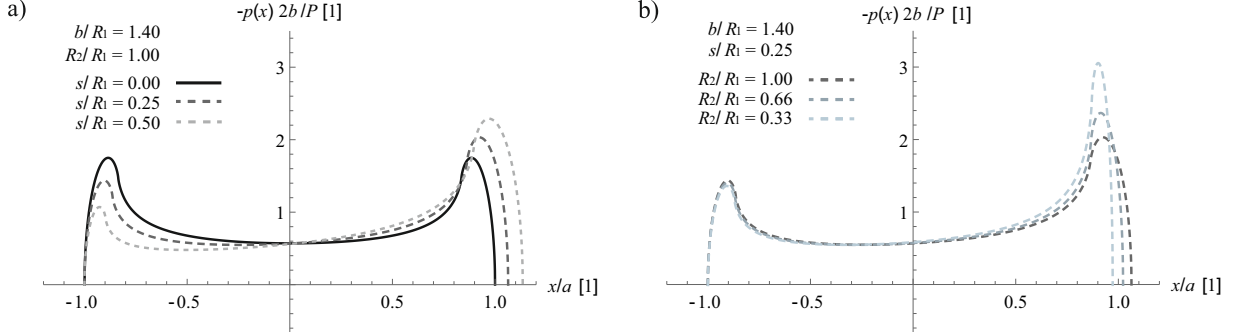 a)
-p(x) 2b/P [1]
b/R1 = 1.40
R2/R1 = 1.00
s/R1 = 0.00
s/R1 = 0.25
s/R1 = 0.50
3
2
1
-1.0 -0.5 0.5 1.0
x/a [1]
b)
-p(x) 2b/P [1]
b/R1 = 1.40
s/R1 = 0.25
R2/R1 = 1.00
R2/R1 = 0.66
R2/R1 = 0.33
3
2
1
-1.0 -0.5 0.5 1.0
x/a [1]